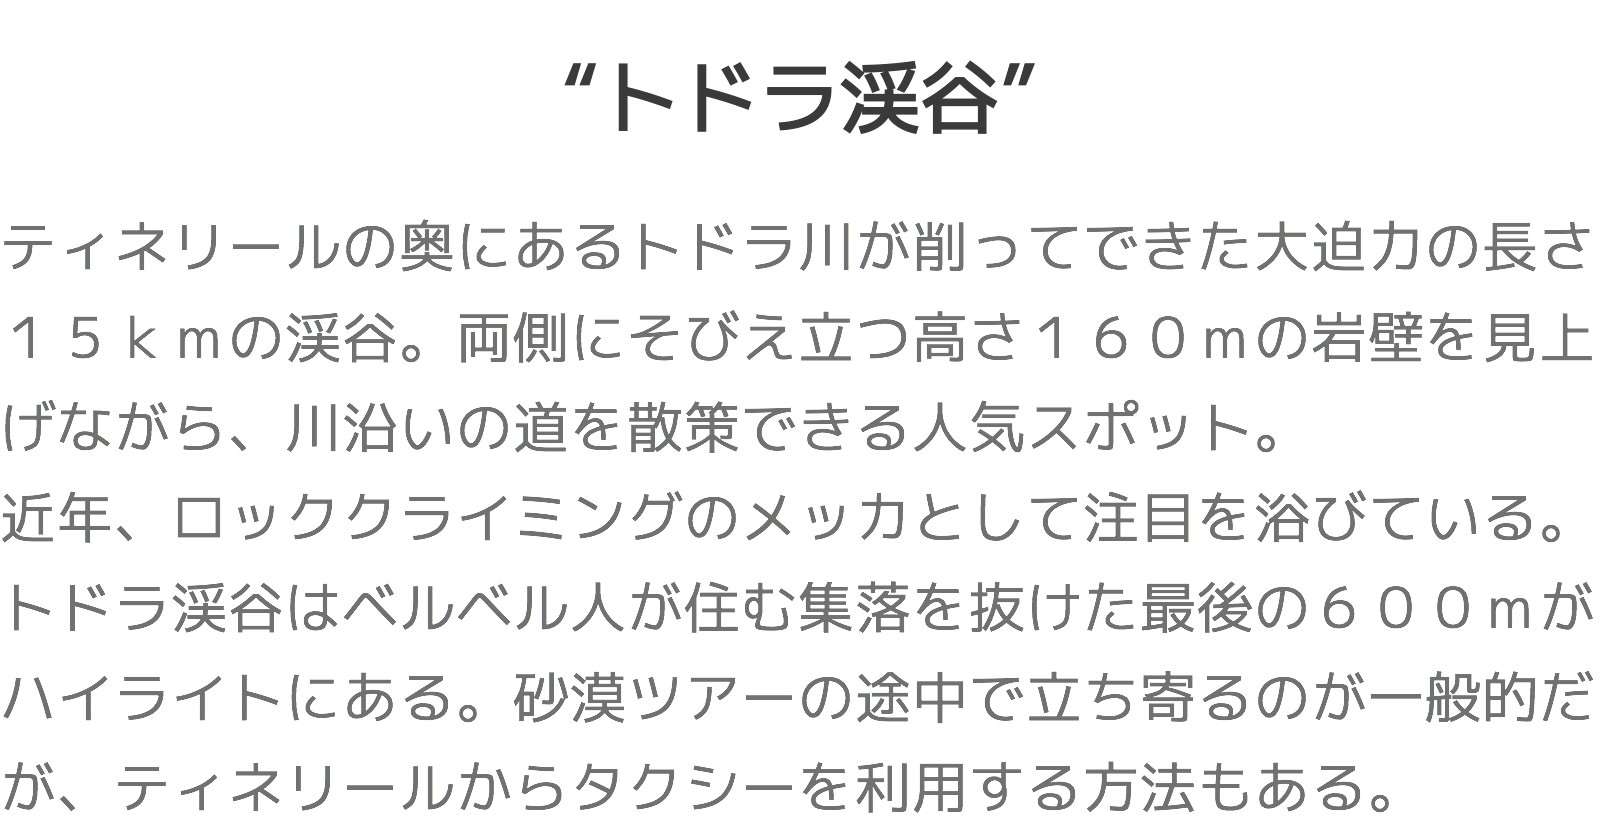 “トドラ渓谷”
ティネリールの奥にあるトドラ川が削ってできた大迫力の長さ
１５ｋｍの渓谷。両側にそびえ立つ高さ１６０ｍの岩壁を見上
げながら、川沿いの道を散策できる人気スポット。
近年、ロッククライミングのメッカとして注目を浴びている。
トドラ渓谷はベルベル人が住む集落を抜けた最後の６００ｍが
ハイライトにある。砂漠ツアーの途中で立ち寄るのが一般的だ
が、ティネリールからタクシーを利用する方法もある。